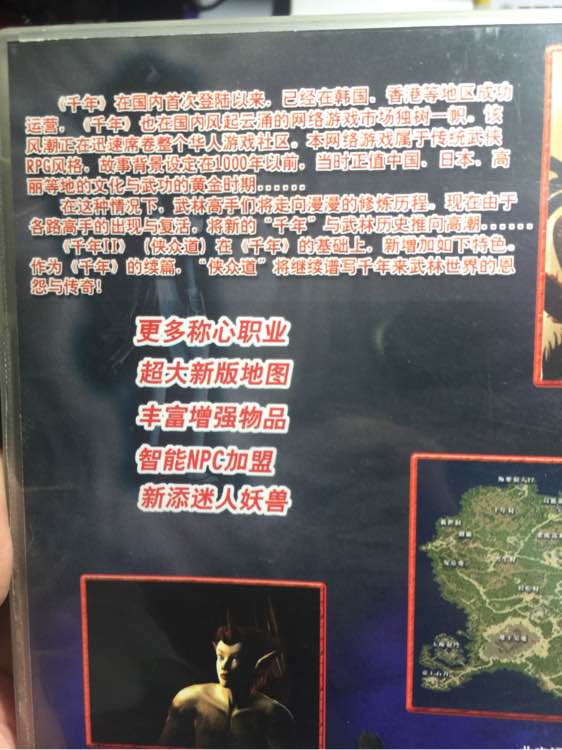 《千年》在国内首次登陆以来，已经在韩国、香港等地区成功
运营，《千年》也在国内风起云涌的网络游戏市场独树一帜。该
风潮正在迅速席卷整个华人游戏社区。本网络游戏属于传统武侠
RPG风格，故事背景设定在1000年以前，当时正值中国、日本、高
丽等地的文化与武功的黄金时期......
在这种情况下，武林高手们将走向漫漫的修炼历程，现在由于
各路高手的出现与复活，将新的“千年”与武林历史推向高潮......
《千年II》（侠众道）在《千年》的基础上，新增加如下特色。
作为《千年》的续篇，“侠众道”将继续谱写千年来武林世界的恩
怨与传奇！
更多称心职业
超大新版地图
丰富增强物品
智能NPC加盟
新添迷人妖兽
千年村